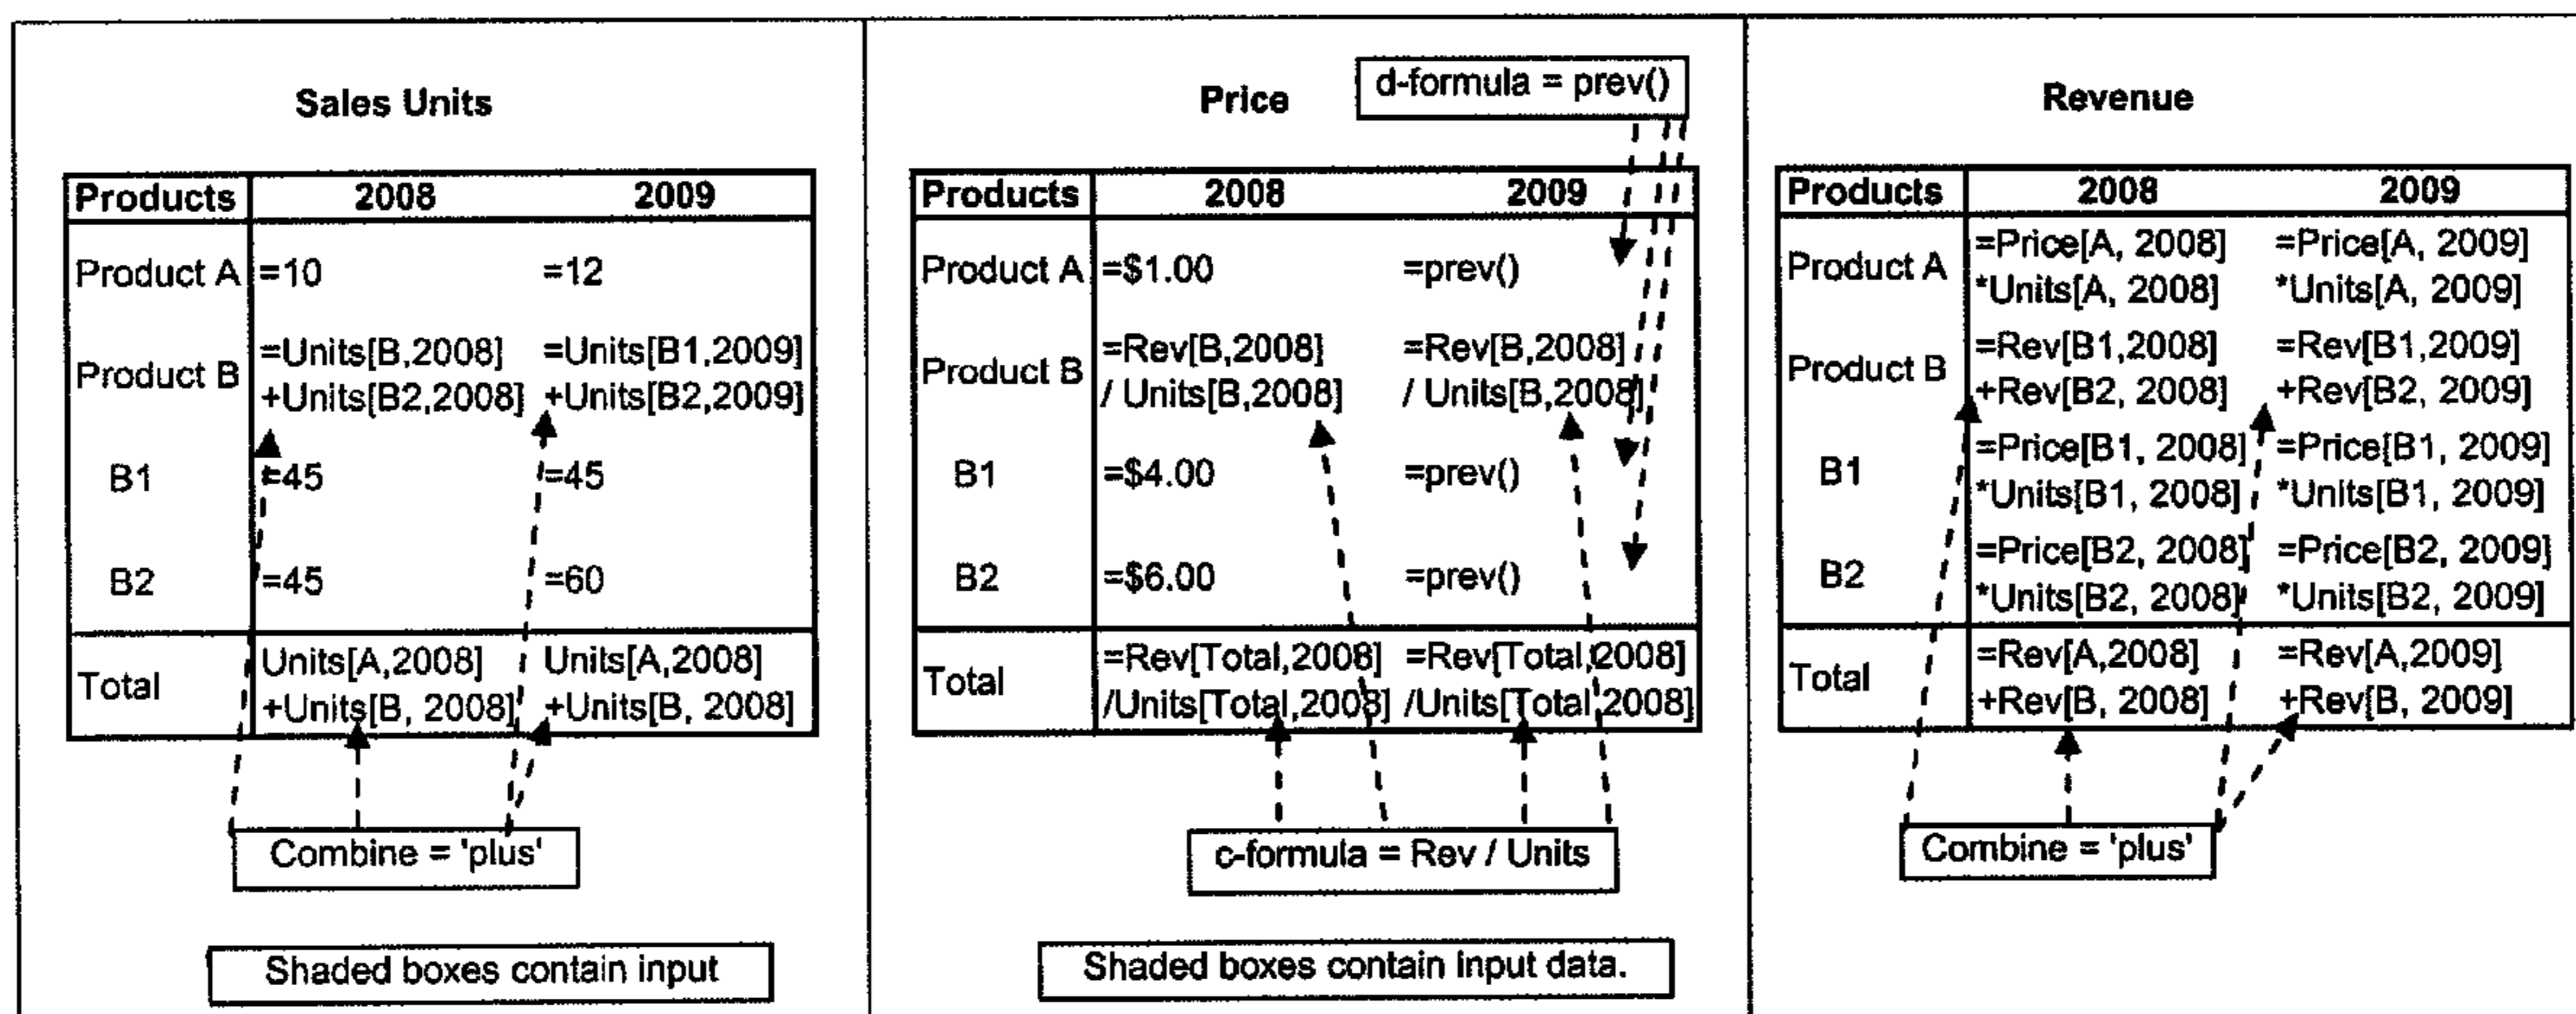 Sales Units
Products 2008 2009
Product A =10 =12
Product B =Units[B,2008] =Units[B1,2009]
+Units[B2,2008] +Units[B2,2009]
B1 =45 =45
B2 =45 =60
Total Units[A,2008] Units[A,2008]
+Units[B, 2008] +Units[B, 2008]
Combine = 'plus'
Shaded boxes contain input
Price
d-formula = prev()
Products 2008 2009
Product A =$1.00 =prev()
Product B =Rev[B,2008] =Rev[B,2008]
/ Units[B,2008] / Units[B,2008]
B1 =$4.00 =prev()
B2 =$6.00 =prev()
Total =Rev[Total,2008] =Rev[Total,2008]
/Units[Total,2008] /Units[Total,2008]
c-formula = Rev / Units
Shaded boxes contain input data.
Revenue
Products 2008 2009
Product A =Price[A, 2008] =Price[A, 2009]
*Units[A, 2008] *Units[A, 2009]
Product B =Rev[B1,2008] =Rev[B1,2009]
+Rev[B2, 2008] +Rev[B2, 2009]
B1 =Price[B1, 2008] =Price[B1, 2009]
*Units[B1, 2008] *Units[B1, 2009]
B2 =Price[B2, 2008] =Price[B2, 2009]
*Units[B2, 2008] *Units[B2, 2009]
Total =Rev[A,2008] =Rev[A,2009]
+Rev[B, 2008] +Rev[B, 2009]
Combine = 'plus'